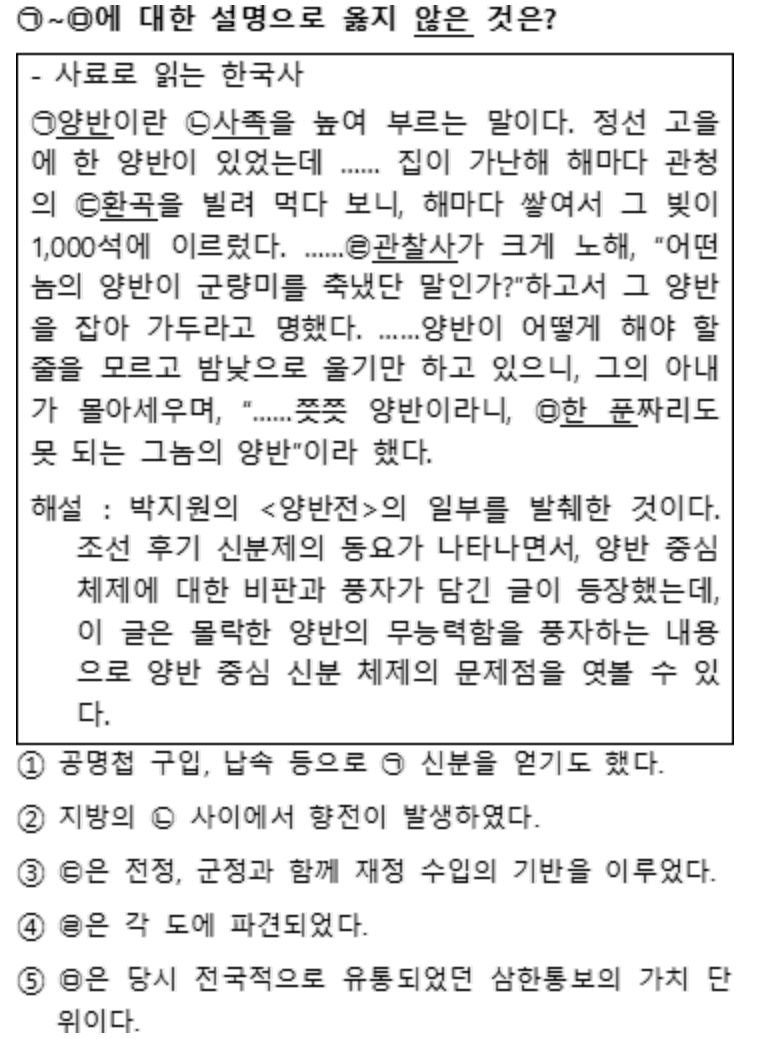 ㉠~㉤에 대한 설명으로 옳지 않은 것은?
- 사료로 읽는 한국사
㉠양반이란 ㉡사족을 높여 부르는 말이다. 정선 고을
에 한 양반이 있었는데 ...... 집이 가난해 해마다 관청
의 ㉢환곡을 빌려 먹다 보니, 해마다 쌓여서 그 빚이
1,000석에 이르렀다. ......㉣관찰사가 크게 노해, "어떤
놈의 양반이 군량미를 축냈단 말인가?"하고서 그 양반
을 잡아 가두라고 명했다. ......양반이 어떻게 해야 할
줄을 모르고 밤낮으로 울기만 하고 있으니, 그의 아내
가 몰아세우며, "......쯧쯧 양반이라니, ㉤한 푼짜리도
못 되는 그놈의 양반"이라 했다.
해설 : 박지원의 <양반전>의 일부를 발췌한 것이다.
조선 후기 신분제의 동요가 나타나면서, 양반 중심
체제에 대한 비판과 풍자가 담긴 글이 등장했는데,
이 글은 몰락한 양반의 무능력함을 풍자하는 내용
으로 양반 중심 신분 체제의 문제점을 엿볼 수 있
다.
① 공명첩 구입, 납속 등으로 ㉠ 신분을 얻기도 했다.
② 지방의 ㉡ 사이에서 향전이 발생하였다.
③ ㉢은 전정, 군정과 함께 재정 수입의 기반을 이루었다.
④ ㉣은 각 도에 파견되었다.
⑤ ㉤은 당시 전국적으로 유통되었던 삼한통보의 가치 단
위이다.